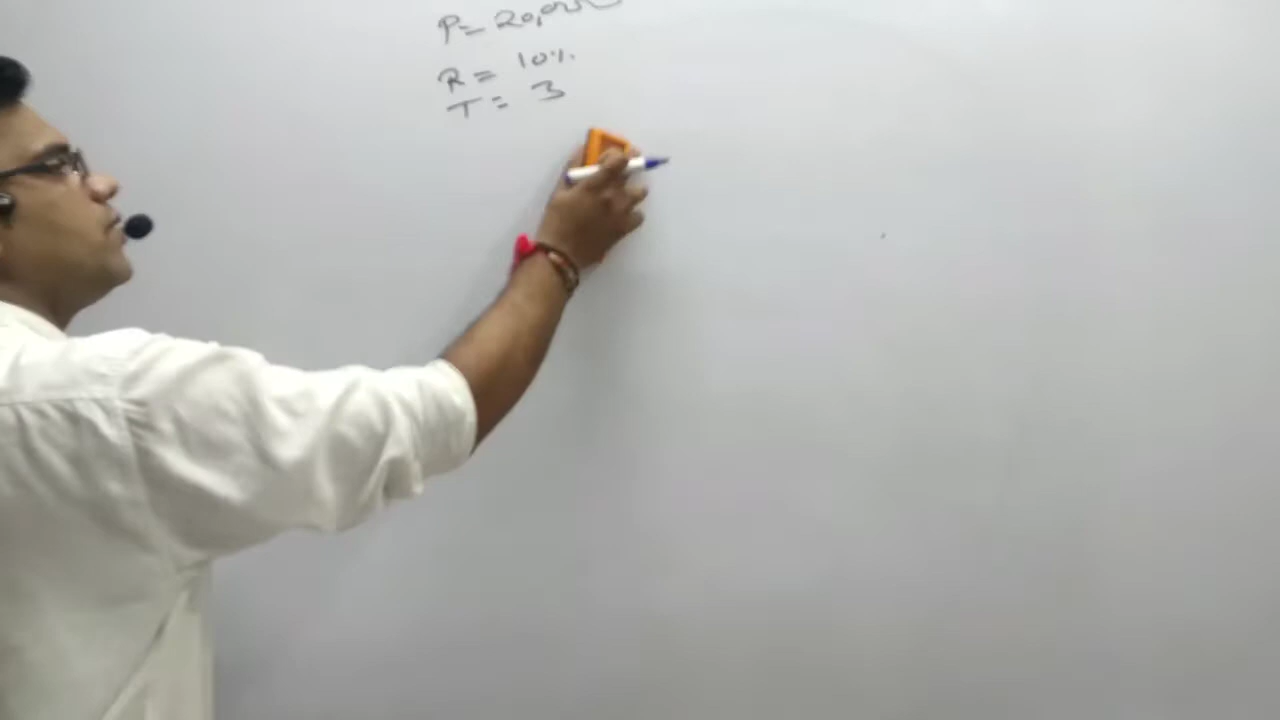 P= 20,000
R = 10%
T = 3